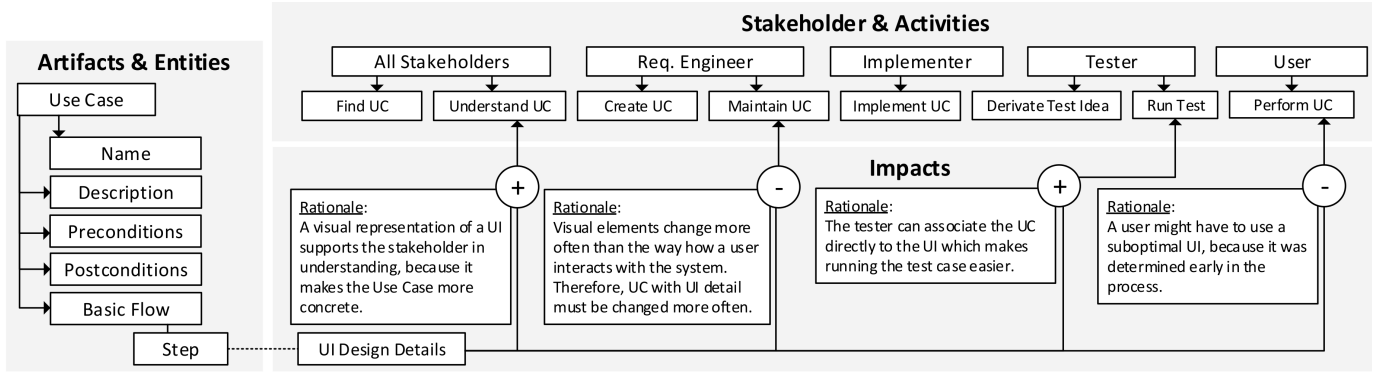 Artifacts & Entities
Use Case
Name
Description
Preconditions
Postconditions
Basic Flow
Step
Stakeholder & Activities
All Stakeholders
Find UC
Understand UC
Req. Engineer
Create UC
Maintain UC
Implementer
Implement UC
Tester
Derivate Test Idea
Run Test
User
Perform UC
Impacts
+
Rationale:
A visual representation of a UI
supports the stakeholder in
understanding, because it
makes the Use Case more
concrete.
-
Rationale:
Visual elements change more
often than the way how a user
interacts with the system.
Therefore, UC with UI detail
must be changed more often.
+
Rationale:
The tester can associate the UC
directly to the UI which makes
running the test case easier.
-
Rationale:
A user might have to use a
suboptimal UI, because it was
determined early in the
process.
UI Design Details